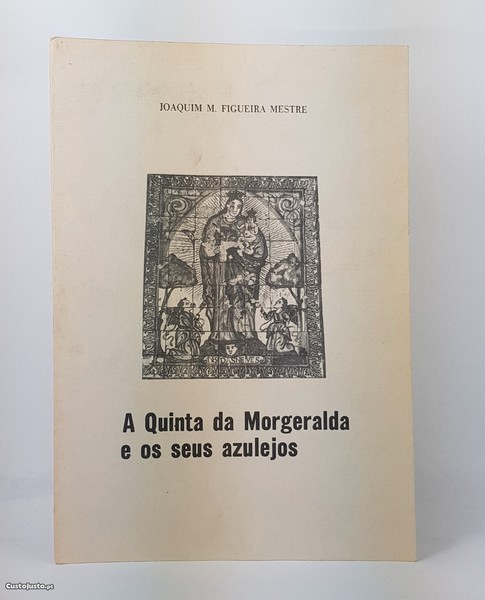 JOAQUIM M. FIGUEIRA MESTRE
A Quinta da Morgeralda
e os seus azulejos
CustoJusto.pt